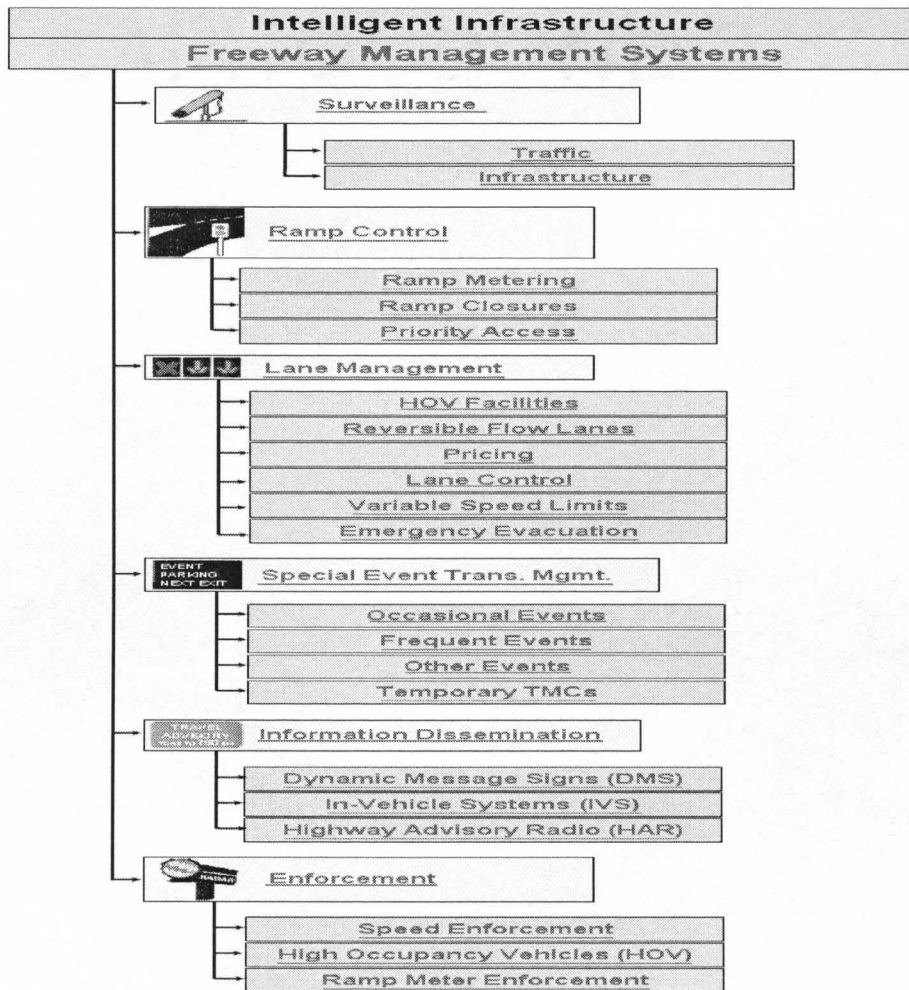 Intelligent Infrastructure
Freeway Management Systems
Surveillance
Traffic
Infrastructure
Ramp Control
Ramp Metering
Ramp Closures
Priority Access
Lane Management
HOV Facilities
Reversible Flow Lanes
Pricing
Lane Control
Variable Speed Limits
Emergency Evacuation
EVENT
PARKING
NEXT EXIT
Special Event Trans. Mgmt.
Occasional Events
Frequent Events
Other Events
Temporary TMCs
TRAVEL
ADVISORY
Information Dissemination
Dynamic Message Signs (DMS)
In-Vehicle Systems (IVS)
Highway Advisory Radio (HAR)
RADAR
Enforcement
Speed Enforcement
High Occupancy Vehicles (HOV)
Ramp Meter Enforcement